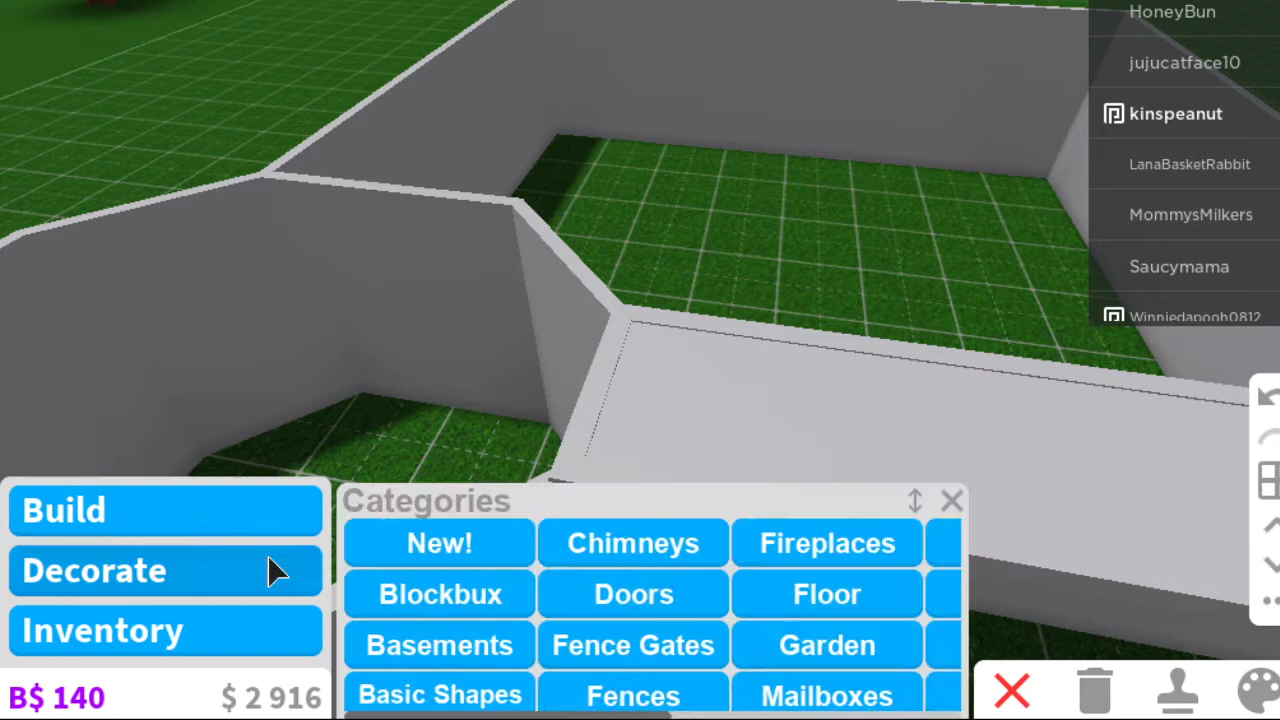 HoneyBun
jujucatface10
kinspeanut
LanaBasketRabbit
MommysMilkers
Saucymama
Winniedapooh0812
Build
Decorate
Inventory
B$ 140 $ 2 916
Categories
New! Chimneys Fireplaces
Blockbux Doors Floor
Basements Fence Gates Garden
Basic Shapes Fences Mailboxes